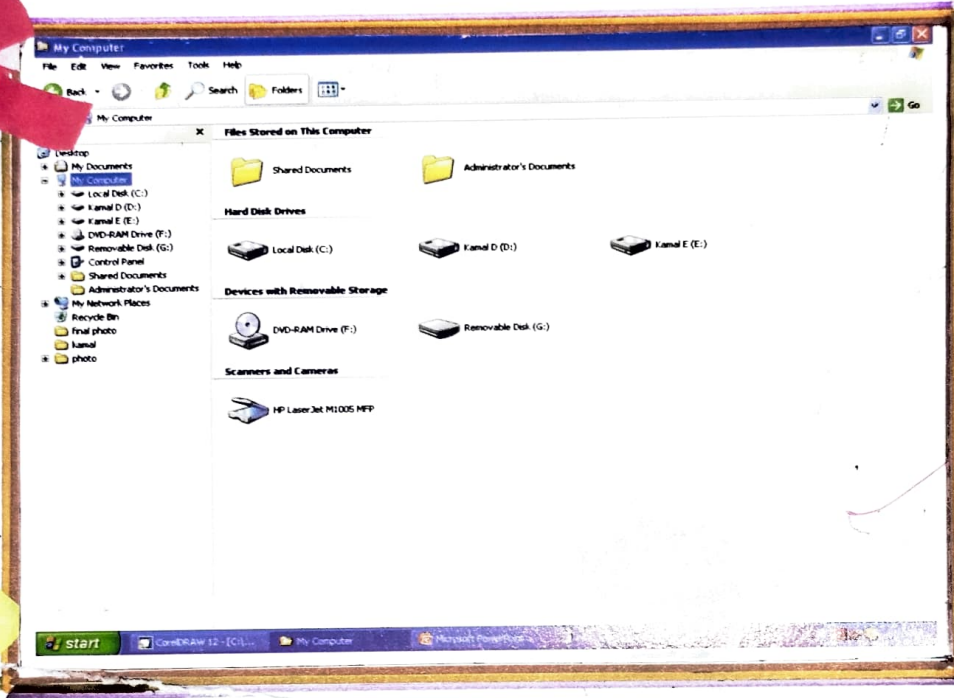 My Computer
File Edit View Favorites Tools Help
Back Search Folders
My Computer Go
Desktop
My Documents
My Computer
Local Disk (C:)
Kamal D (D:)
Kamal E (E:)
DVD-RAM Drive (F:)
Removable Disk (G:)
Control Panel
Shared Documents
Administrator's Documents
My Network Places
Recycle Bin
final photo
kamal
photo
Files Stored on This Computer
Shared Documents Administrator's Documents
Hard Disk Drives
Local Disk (C:) Kamal D (D:) Kamal E (E:)
Devices with Removable Storage
DVD-RAM Drive (F:) Removable Disk (G:)
Scanners and Cameras
HP LaserJet M1005 MFP
start CorelDRAW 12 - [C:\... My Computer Microsoft PowerPoint